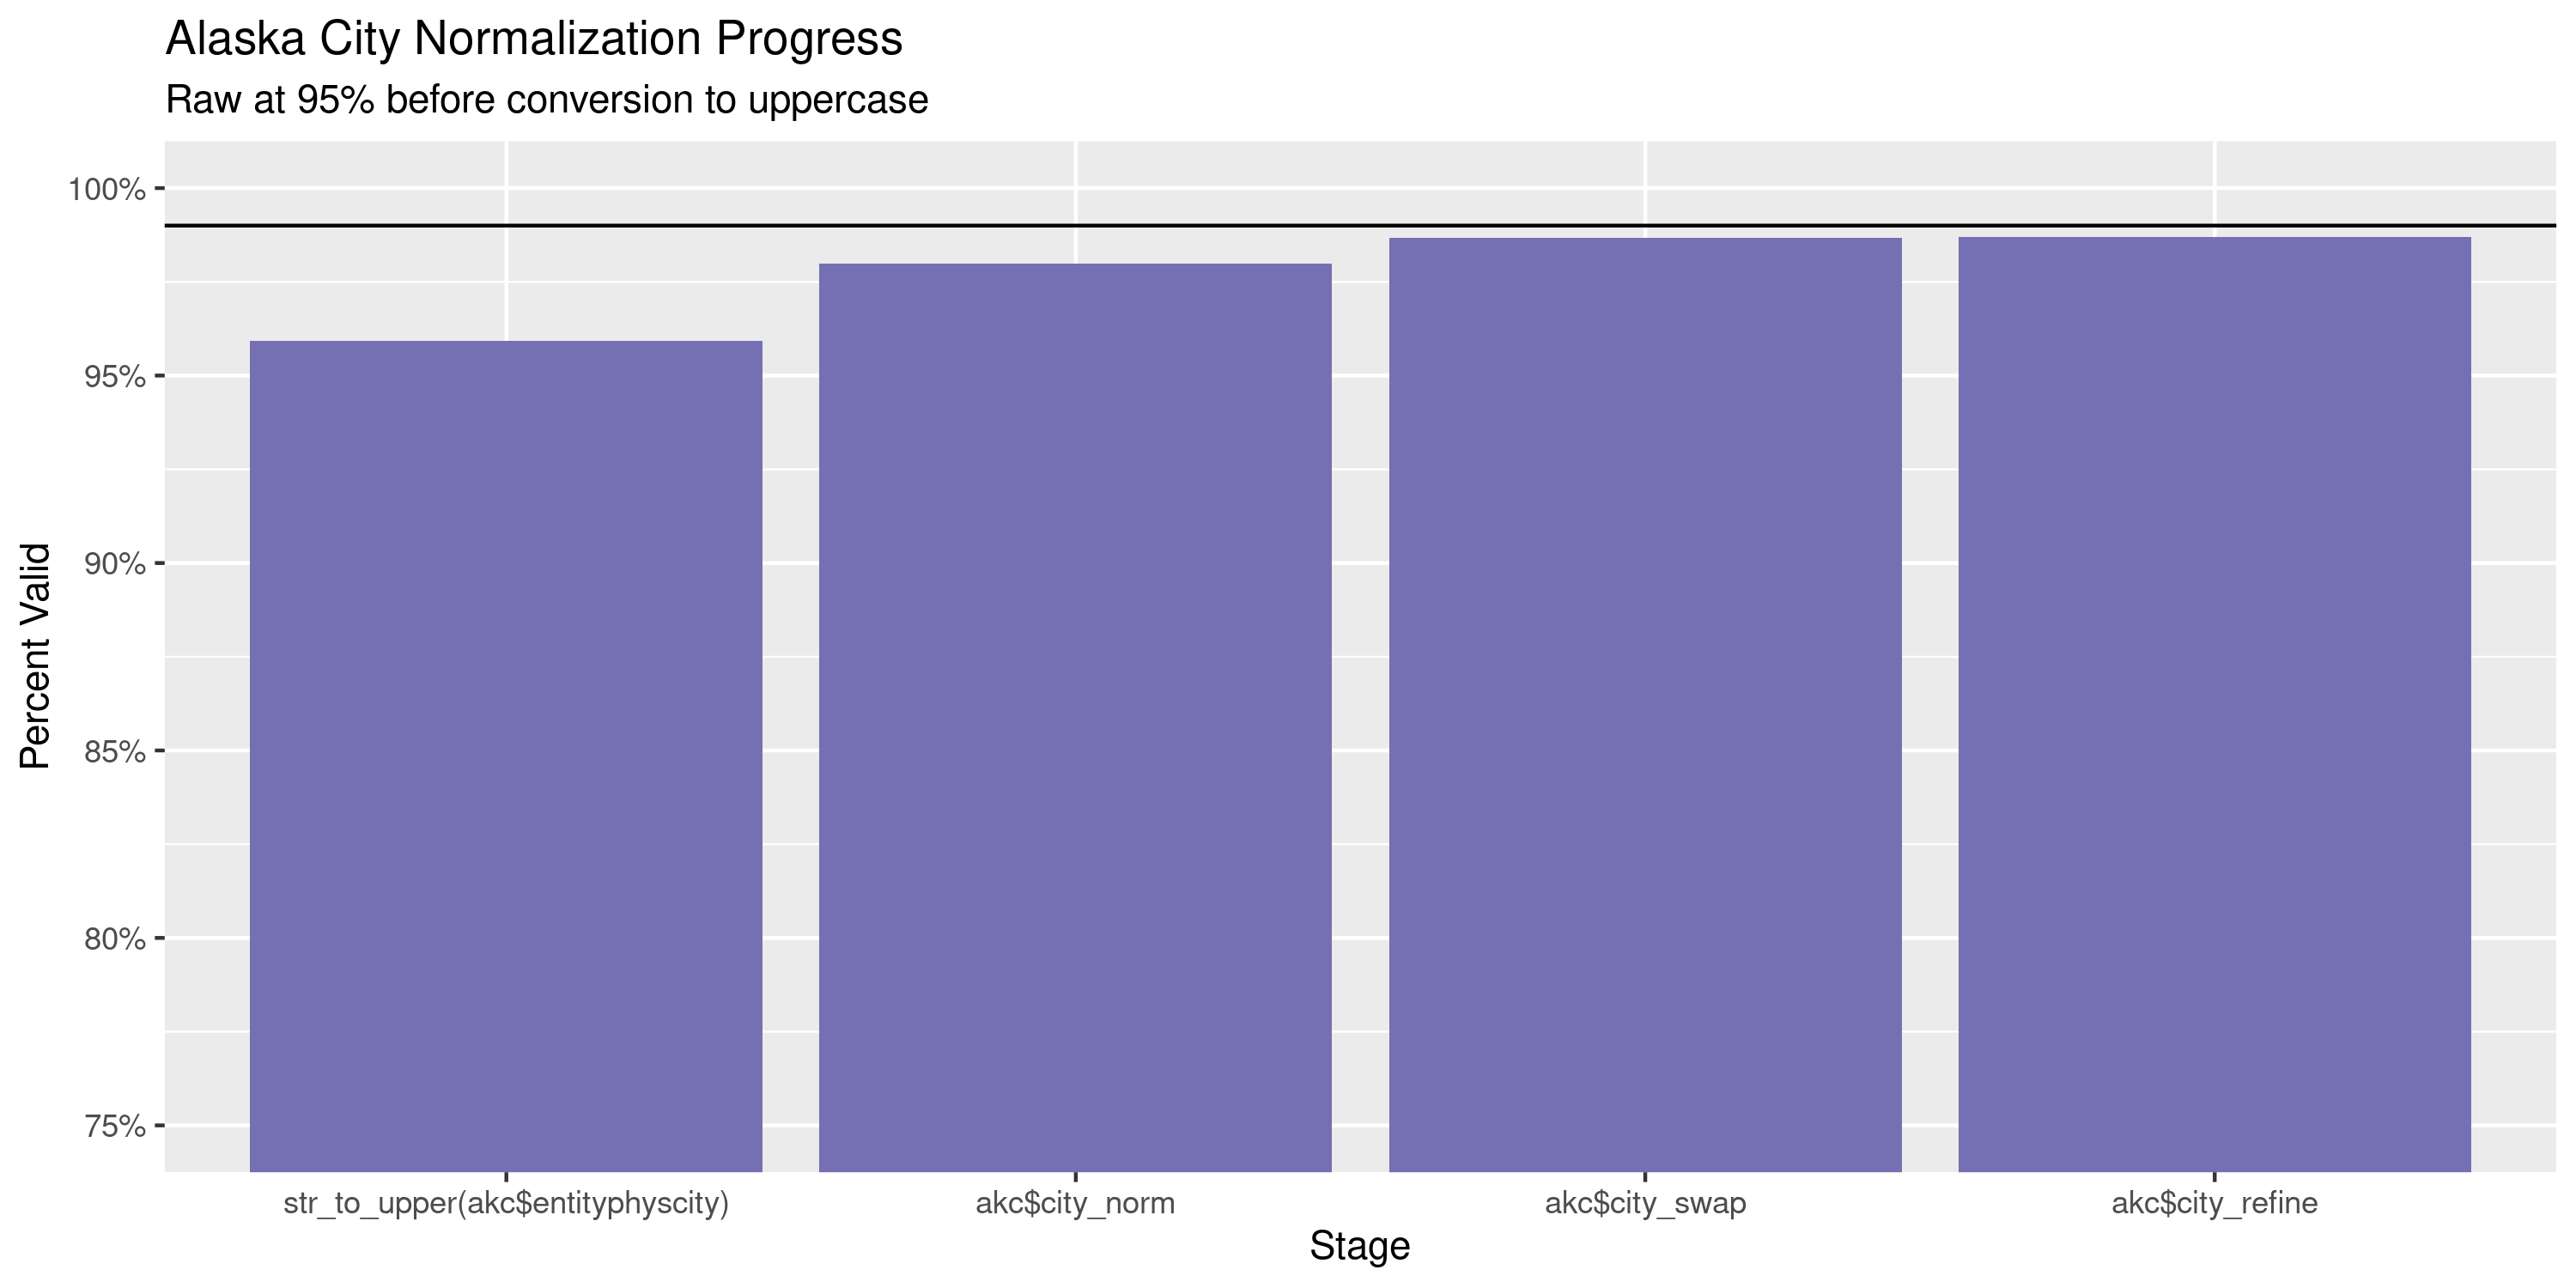 Alaska City Normalization Progress
Raw at 95% before conversion to uppercase
Percent Valid
100%
95%
90%
85%
80%
75%
str_to_upper(akc$entityphyscity)
akc$city_norm
akc$city_swap
akc$city_refine
Stage